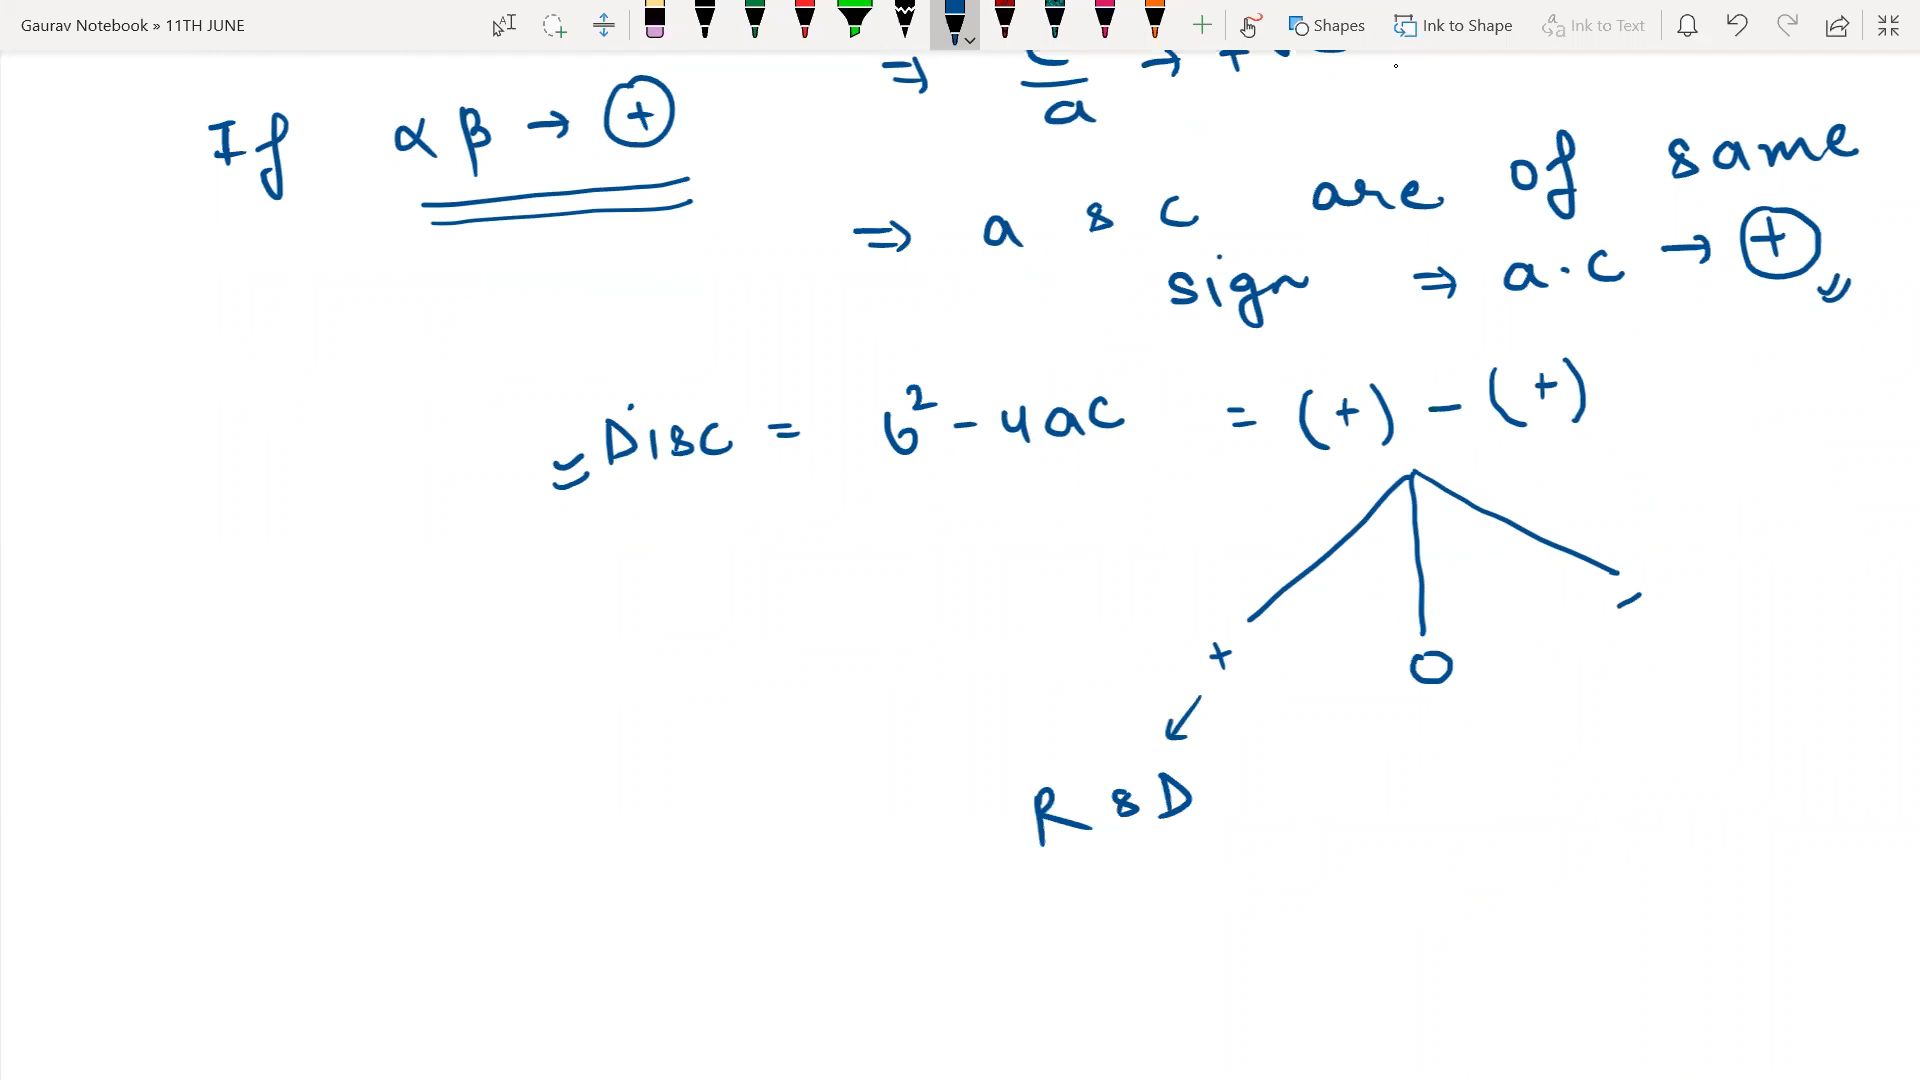 Gaurav Notebook » 11TH JUNE
Shapes
Ink to Shape
Ink to Text
⇒ /a → +
If αβ → +
⇒ a & c are of same
sign ⇒ a·c → +
Disc = b² - 4ac = (+) - (+)
+ 0 -
R & D